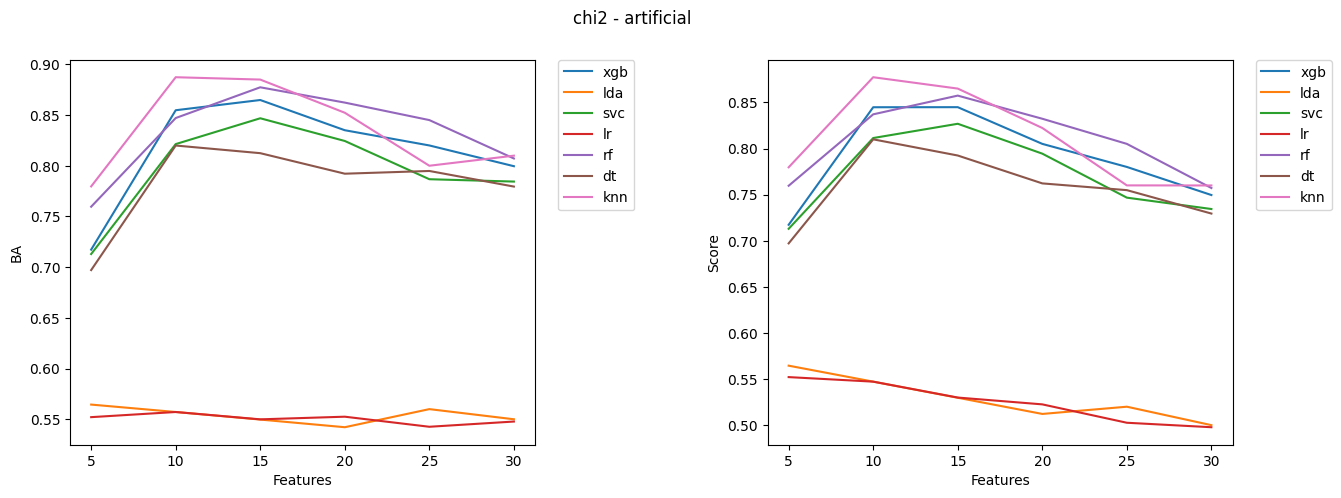 chi2 - artificial
0.90
0.85
0.80
0.75
0.70
0.65
0.60
0.55
BA
5 10 15 20 25 30
Features
xgb
lda
svc
lr
rf
dt
knn
0.85
0.80
0.75
0.70
0.65
0.60
0.55
0.50
Score
5 10 15 20 25 30
Features
xgb
lda
svc
lr
rf
dt
knn